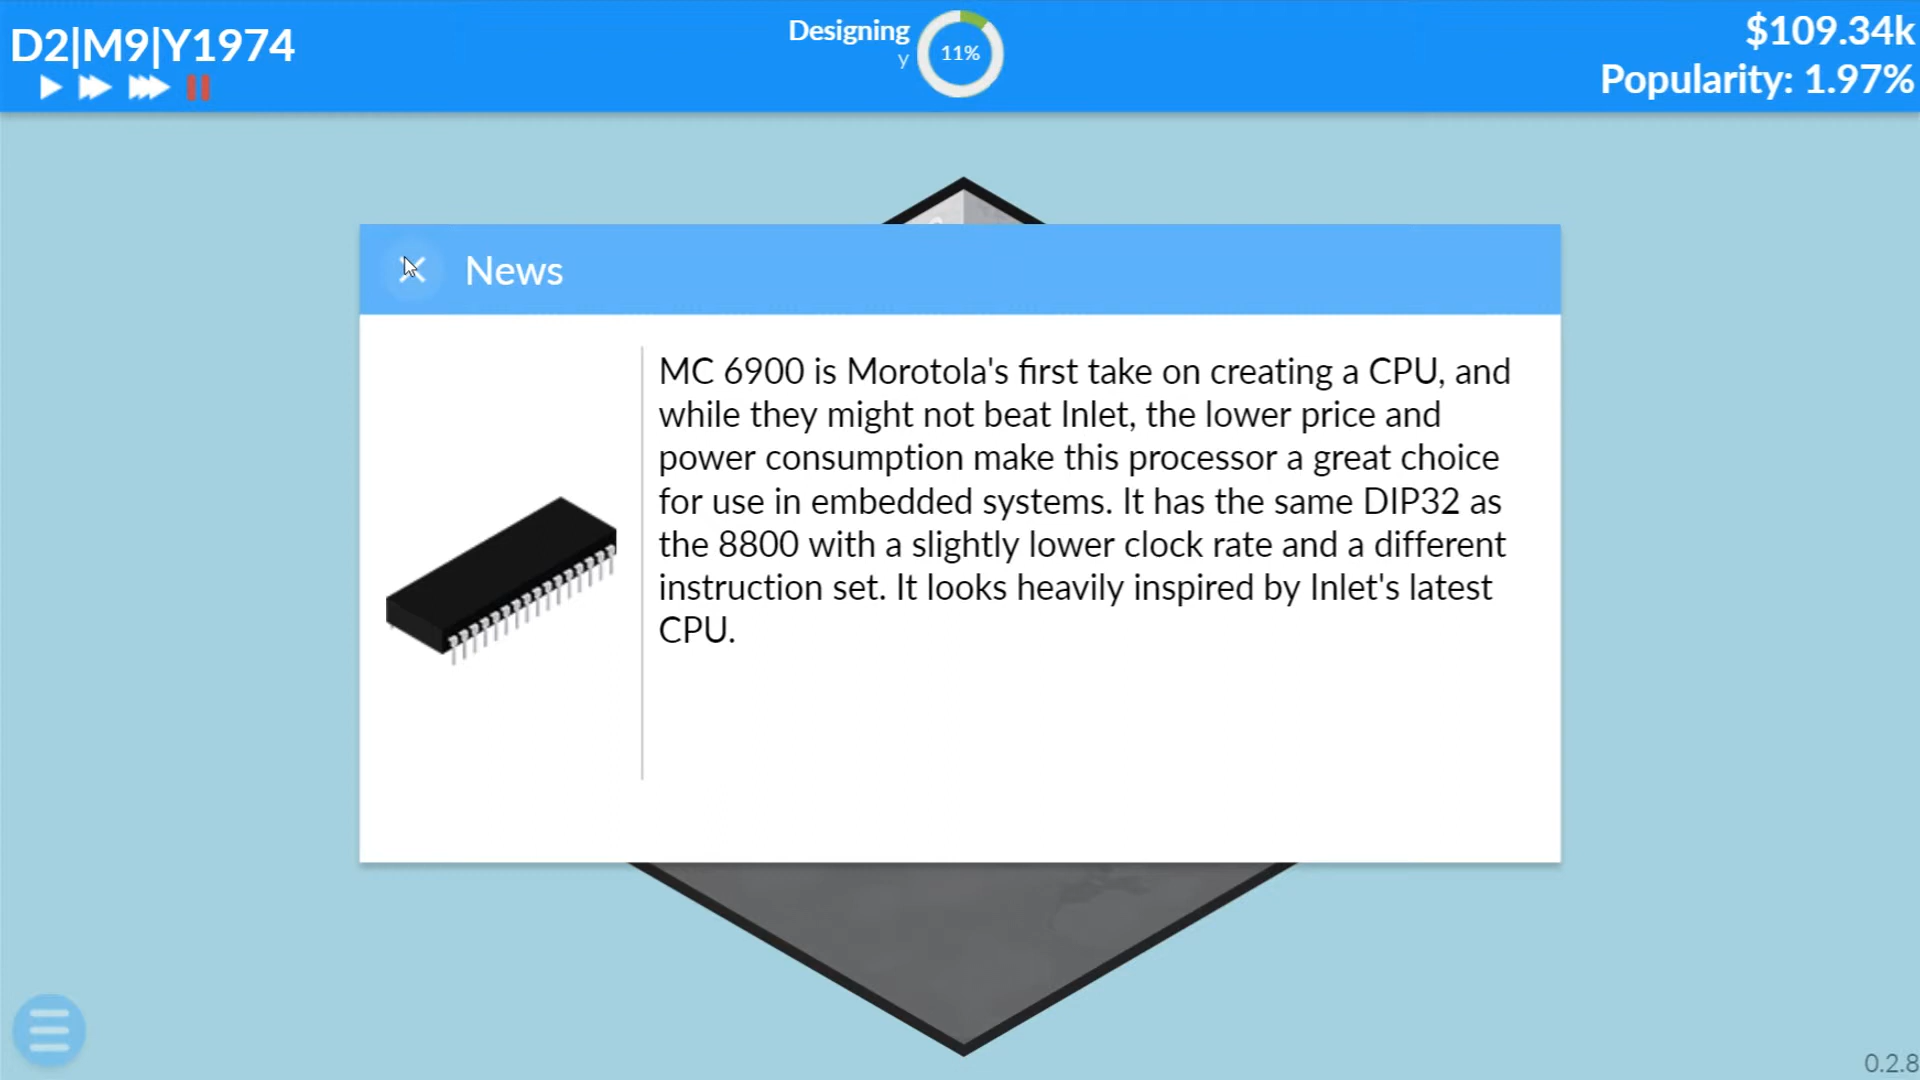 D2|M9|Y1974
Designing
y
11%
$109.34k
Popularity: 1.97%
News
MC 6900 is Morotola's first take on creating a CPU, and
while they might not beat Inlet, the lower price and
power consumption make this processor a great choice
for use in embedded systems. It has the same DIP32 as
the 8800 with a slightly lower clock rate and a different
instruction set. It looks heavily inspired by Inlet's latest
CPU.
0.2.8